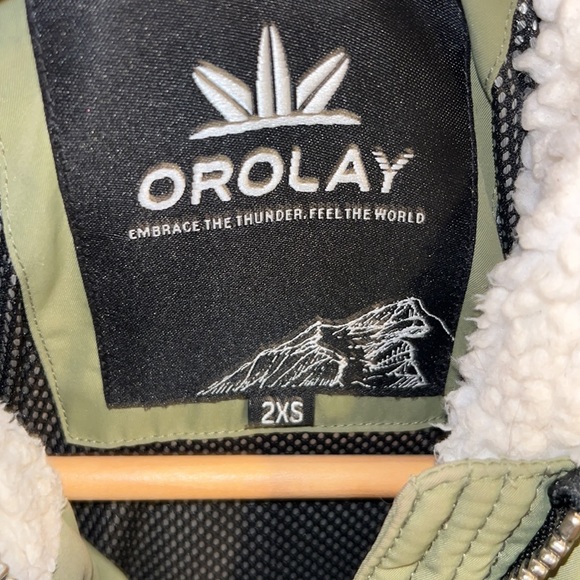 OROLAY
EMBRACE THE THUNDER, FEEL THE WORLD
2XS